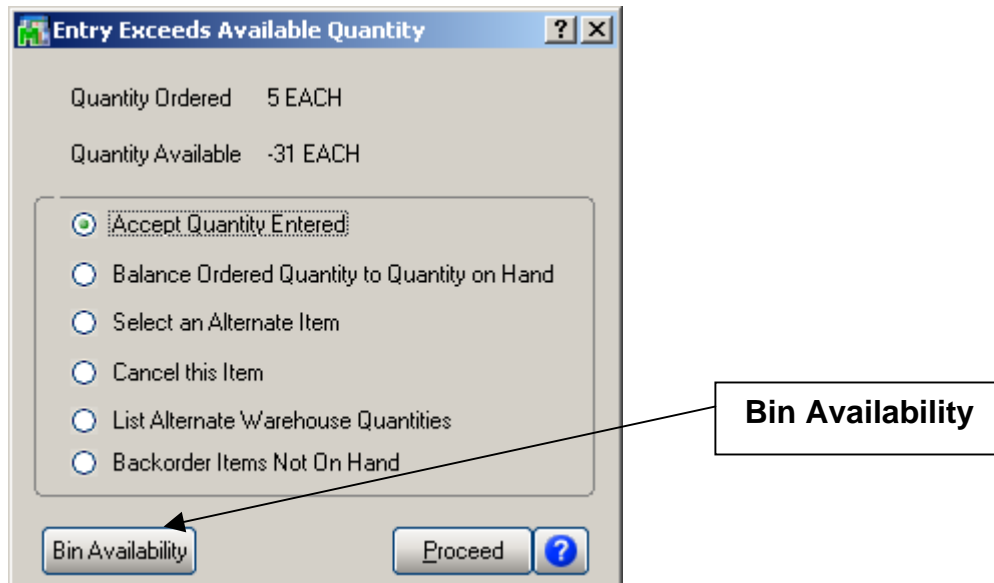 Entry Exceeds Available Quantity
Quantity Ordered 5 EACH
Quantity Available -31 EACH
Accept Quantity Entered
Balance Ordered Quantity to Quantity on Hand
Select an Alternate Item
Cancel this Item
List Alternate Warehouse Quantities
Backorder Items Not On Hand
Bin Availability
Bin Availability Proceed